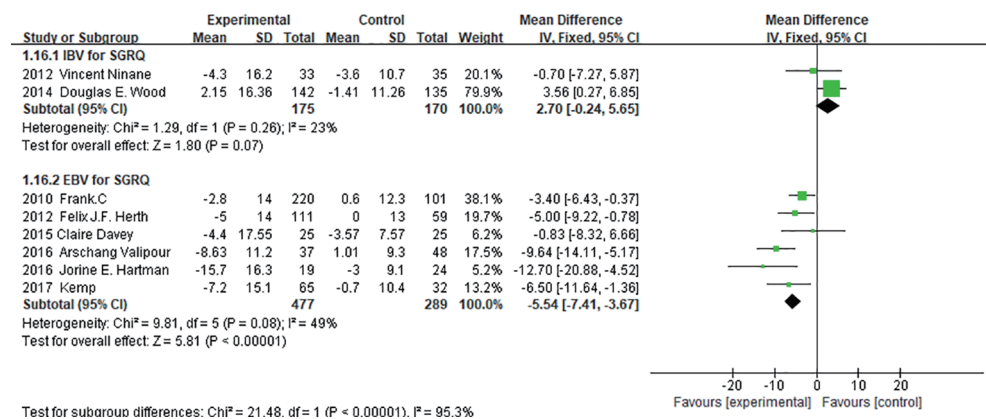 Experimental Control Mean Difference Mean Difference
Study or Subgroup Mean SD Total Mean SD Total Weight IV, Fixed, 95% CI IV, Fixed, 95% CI
1.16.1 IBV for SGRQ
2012 Vincent Ninane -4.3 16.2 33 -3.6 10.7 35 20.1% -0.70 [-7.27, 5.87]
2014 Douglas E. Wood 2.15 16.36 142 -1.41 11.26 135 79.9% 3.56 [0.27, 6.85]
Subtotal (95% CI) 175 170 100.0% 2.70 [-0.24, 5.65]
Heterogeneity: Chi² = 1.29, df = 1 (P = 0.26); I² = 23%
Test for overall effect: Z = 1.80 (P = 0.07)
1.16.2 EBV for SGRQ
2010 Frank.C -2.8 14 220 0.6 12.3 101 38.1% -3.40 [-6.43, -0.37]
2012 Felix J.F. Herth -5 14 111 0 13 59 19.7% -5.00 [-9.22, -0.78]
2015 Claire Davey -4.4 17.55 25 -3.57 7.57 25 6.2% -0.83 [-8.32, 6.66]
2016 Arschang Valipour -8.63 11.2 37 1.01 9.3 48 17.5% -9.64 [-14.11, -5.17]
2016 Jorine E. Hartman -15.7 16.3 19 -3 9.1 24 5.2% -12.70 [-20.88, -4.52]
2017 Kemp -7.2 15.1 65 -0.7 10.4 32 13.2% -6.50 [-11.64, -1.36]
Subtotal (95% CI) 477 289 100.0% -5.54 [-7.41, -3.67]
Heterogeneity: Chi² = 9.81, df = 5 (P = 0.08); I² = 49%
Test for overall effect: Z = 5.81 (P < 0.00001)
-20 -10 0 10 20
Favours [experimental] Favours [control]
Test for subgroup differences: Chi² = 21.48, df = 1 (P < 0.00001), I² = 95.3%